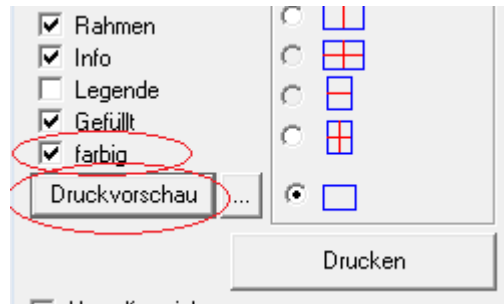 Rahmen
Info
Legende
Gefüllt
farbig
Druckvorschau ...
Drucken